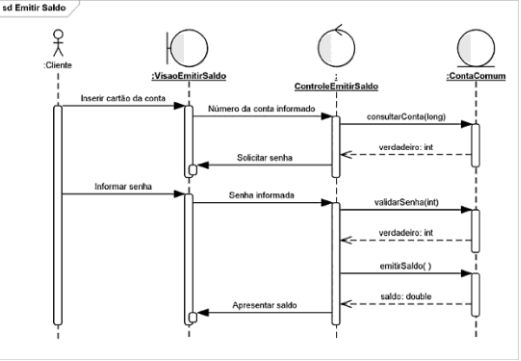 sd Emitir Saldo
:Cliente
:VisaoEmitirSaldo
:
ControleEmitirSaldo
:ContaComum
Inserir cartão da conta
Número da conta informado
consultarConta(long)
verdadeiro: int
Solicitar senha
Informar senha
Senha informada
validarSenha(int)
verdadeiro: int
emitirSaldo( )
saldo: double
Apresentar saldo